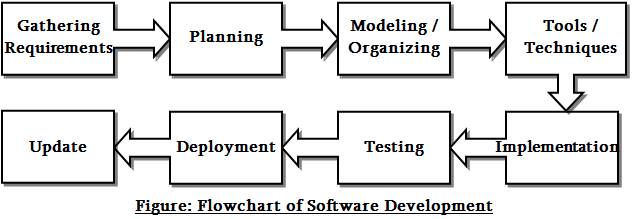 Gathering
Requirements
Planning
Modeling /
Organizing
Tools /
Techniques
Implementation
Testing
Deployment
Update
Figure: Flowchart of Software Development